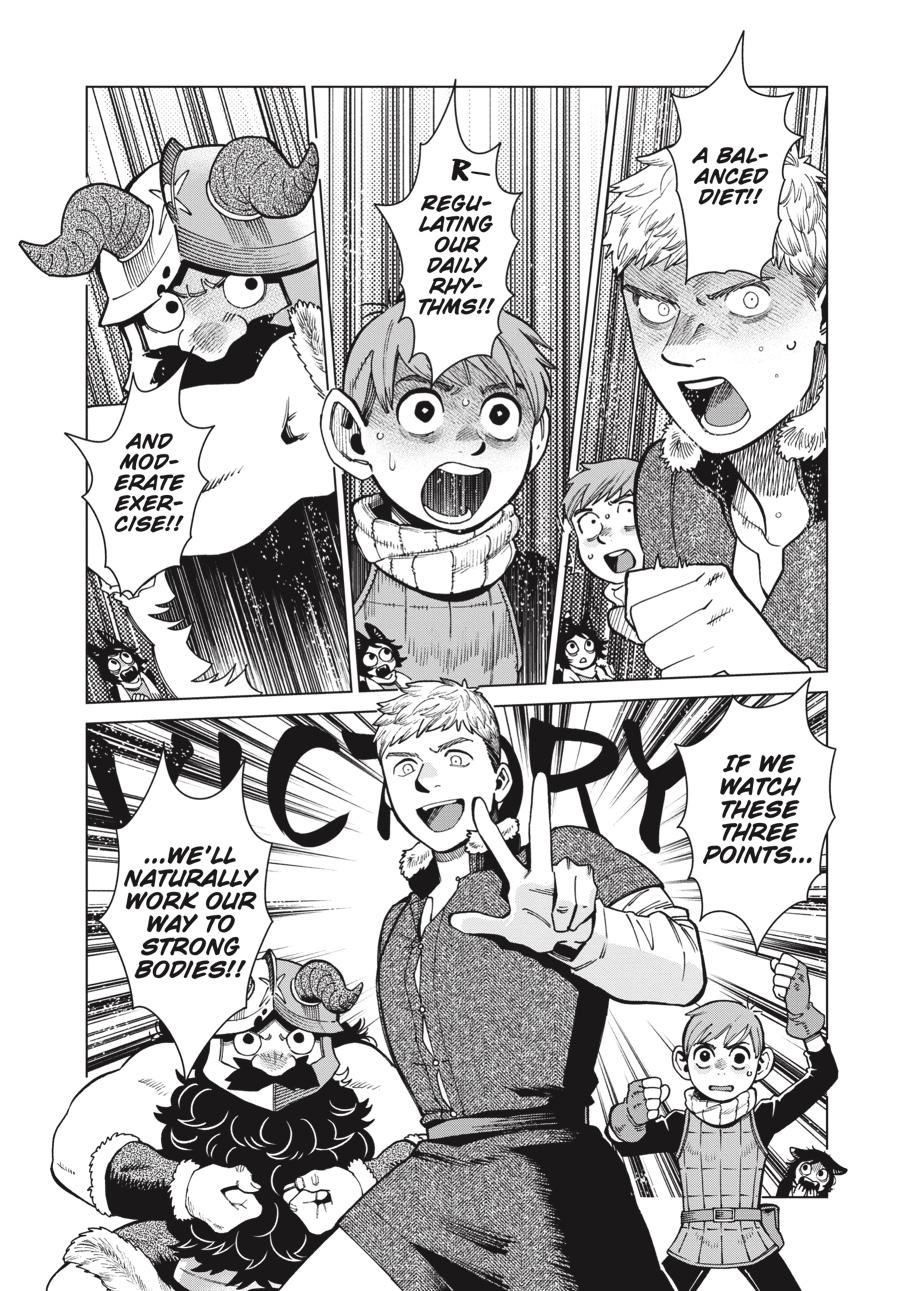 A BAL-
ANCED
DIET!!
R—
REGU-
LATING
OUR
DAILY
RHY-
THMS!!
AND
MOD-
ERATE
EXER-
CISE!!
VICTORY
IF WE
WATCH
THESE
THREE
POINTS...
...WE'LL
NATURALLY
WORK OUR
WAY TO
STRONG
BODIES!!